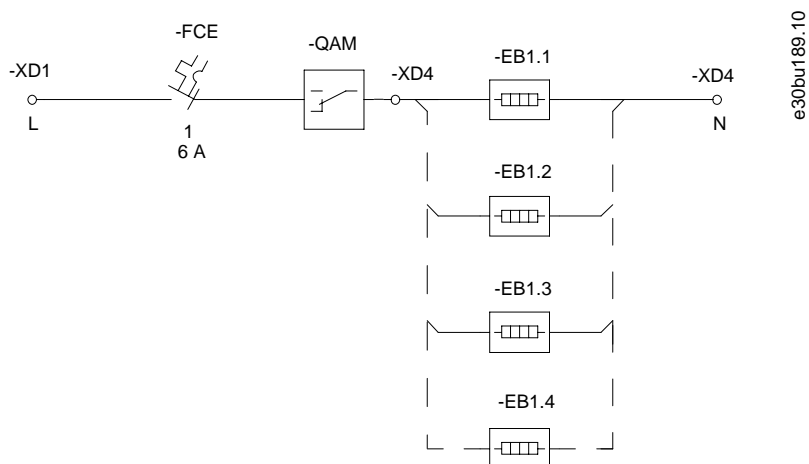 -FCE
-QAM
-EB1.1
-XD1
-XD4
-XD4
L
N
1
6 A
-EB1.2
-EB1.3
-EB1.4
e30bu189.10